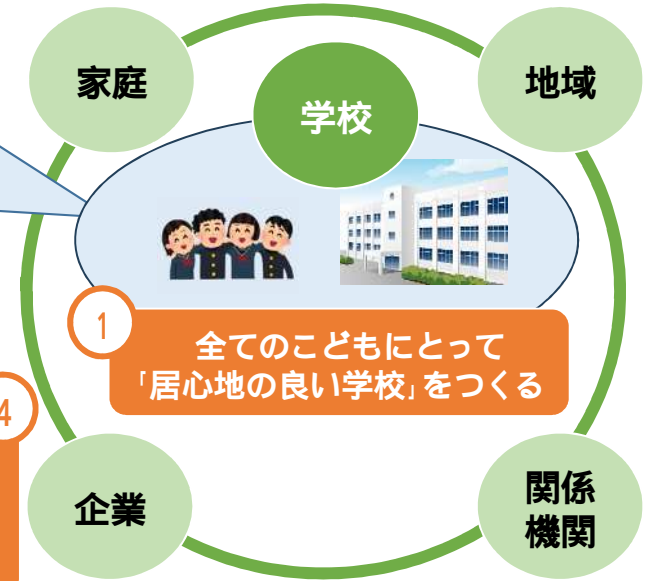 家庭
学校
地域
1
全てのこどもにとって
「居心地の良い学校」をつくる
4
企業
関係
機関